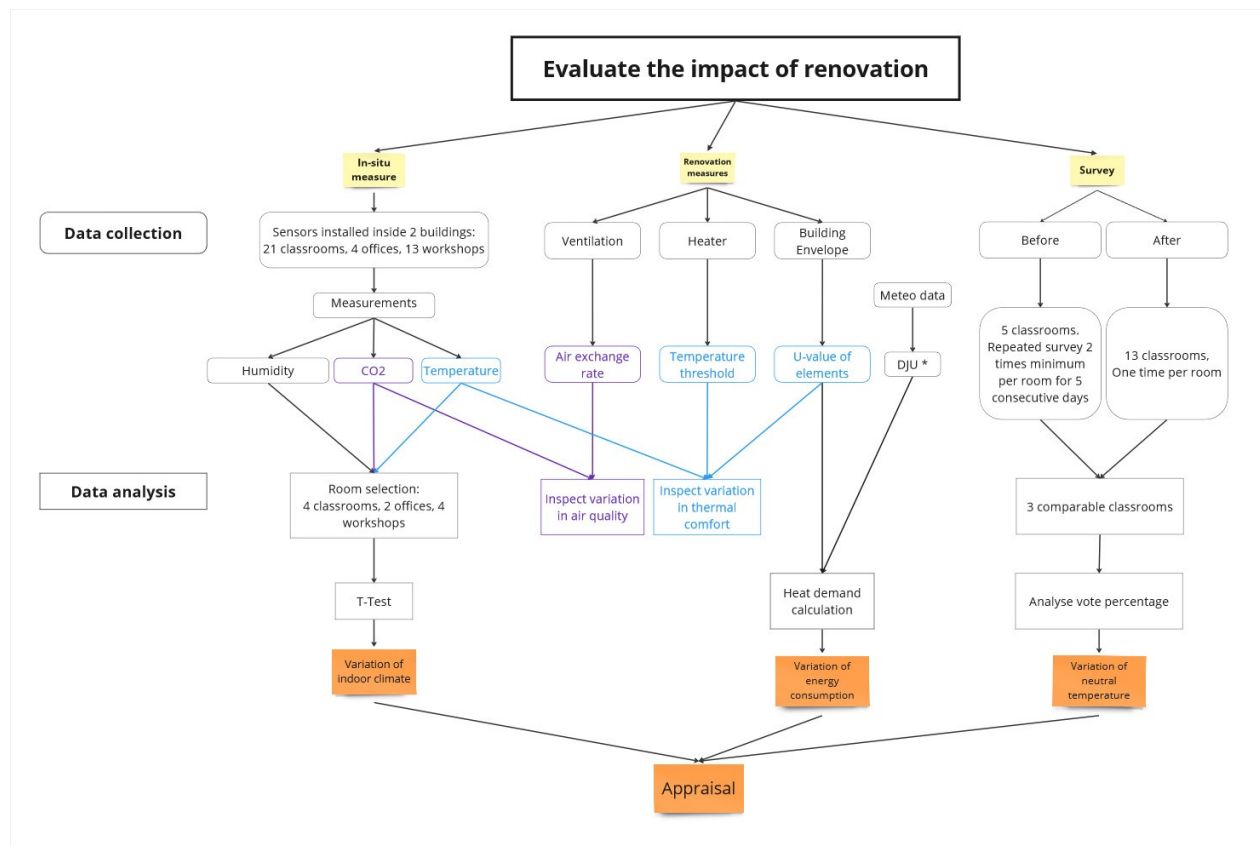 Evaluate the impact of renovation
In-situ
measure
Renovation
measures
Survey
Data collection
Sensors installed inside 2 buildings:
21 classrooms, 4 offices, 13 workshops
Ventilation
Heater
Building
Envelope
Before
After
Measurements
Meteo data
Humidity
CO2
Temperature
Air exchange
rate
Temperature
threshold
U-value of
elements
DJU *
5 classrooms.
Repeated survey 2
times minimum
per room for 5
consecutive days
13 classrooms,
One time per room
Data analysis
Room selection:
4 classrooms, 2 offices, 4
workshops
Inspect variation
in air quality
Inspect variation
in thermal
comfort
3 comparable classrooms
T-Test
Heat demand
calculation
Analyse vote percentage
Variation of
indoor climate
Variation of
energy
consumption
Variation of
neutral
temperature
Appraisal